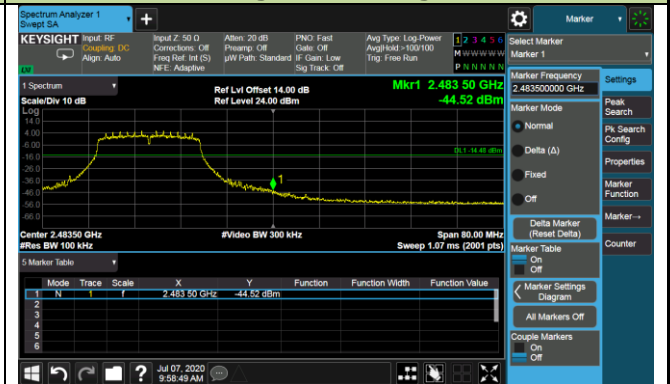 Spectrum Analyzer 1
Swept SA
Marker
KEYSIGHT
Input: RF
Coupling: DC
Align: Auto
Input Z: 50 Ω
Corrections: Off
Freq Ref: Int (S)
NFE: Adaptive
Atten: 20 dB
Preamp: Off
µW Path: Standard
PNO: Fast
Gate: Off
IF Gain: Low
Sig Track: Off
Avg Type: Log-Power
Avg|Hold:>100/100
Trig: Free Run
1 2 3 4 5 6
M W W W W W
P N N N N N
LXI
Select Marker
Marker 1
1 Spectrum
Scale/Div 10 dB
Log
Ref Lvl Offset 14.00 dB
Ref Level 24.00 dBm
Mkr1 2.483 50 GHz
-44.52 dBm
14.0
4.00
-6.00
-16.0
-26.0
-36.0
-46.0
-56.0
-66.0
DL1 -14.48 dBm
1
Center 2.48350 GHz
#Res BW 100 kHz
#Video BW 300 kHz
Span 80.00 MHz
Sweep 1.07 ms (2001 pts)
5 Marker Table
Mode Trace Scale X Y Function Function Width Function Value
1 N 1 f 2.483 50 GHz -44.52 dBm
2
3
4
5
6
Marker Frequency
2.483500000 GHz
Marker Mode
Normal
Delta (Δ)
Fixed
Off
Delta Marker
(Reset Delta)
Marker Table
On
Off
Marker Settings
Diagram
All Markers Off
Couple Markers
On
Off
Settings
Peak
Search
Pk Search
Config
Properties
Marker
Function
Marker→
Counter
Jul 07, 2020
9:58:49 AM